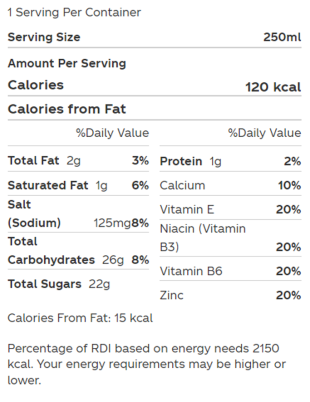 1 Serving Per Container
Serving Size 250ml
Amount Per Serving
Calories 120 kcal
Calories from Fat
%Daily Value
Total Fat 2g 3%
Saturated Fat 1g 6%
Salt
(Sodium) 125mg8%
Total
Carbohydrates 26g 8%
Total Sugars 22g
%Daily Value
Protein 1g 2%
Calcium 10%
Vitamin E 20%
Niacin (Vitamin
B3) 20%
Vitamin B6 20%
Zinc 20%
Calories From Fat: 15 kcal
Percentage of RDI based on energy needs 2150
kcal. Your energy requirements may be higher or
lower.